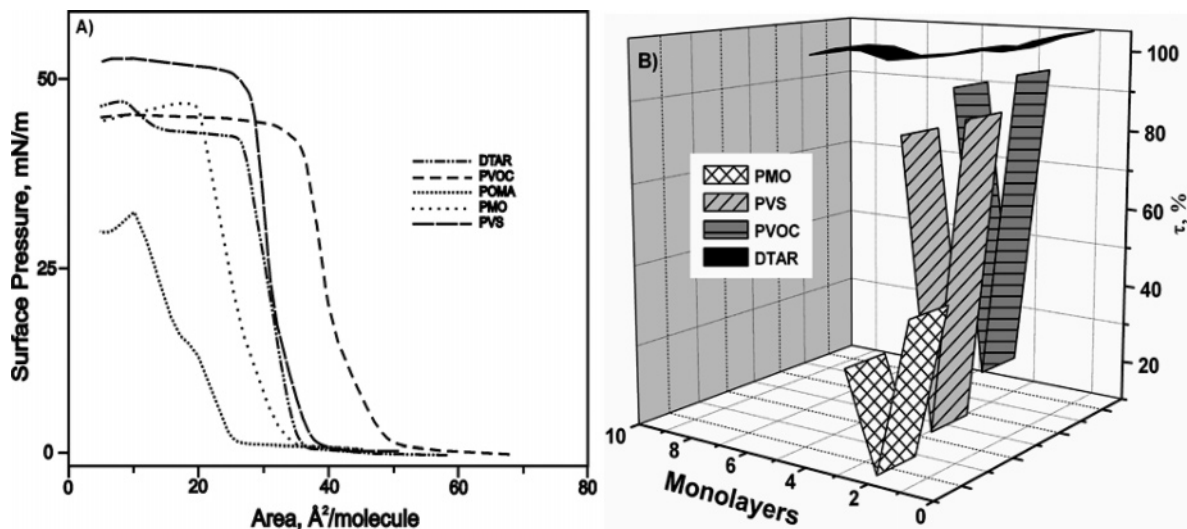 A)
50
25
0
Surface Pressure, mN/m
DTAR
PVOC
POMA
PMO
PVS
0 20 40 60 80
Area, Å²/molecule
B)
PMO
PVS
PVOC
DTAR
100
80
60
40
20
τ, %
10 8 6 4 2 0
Monolayers